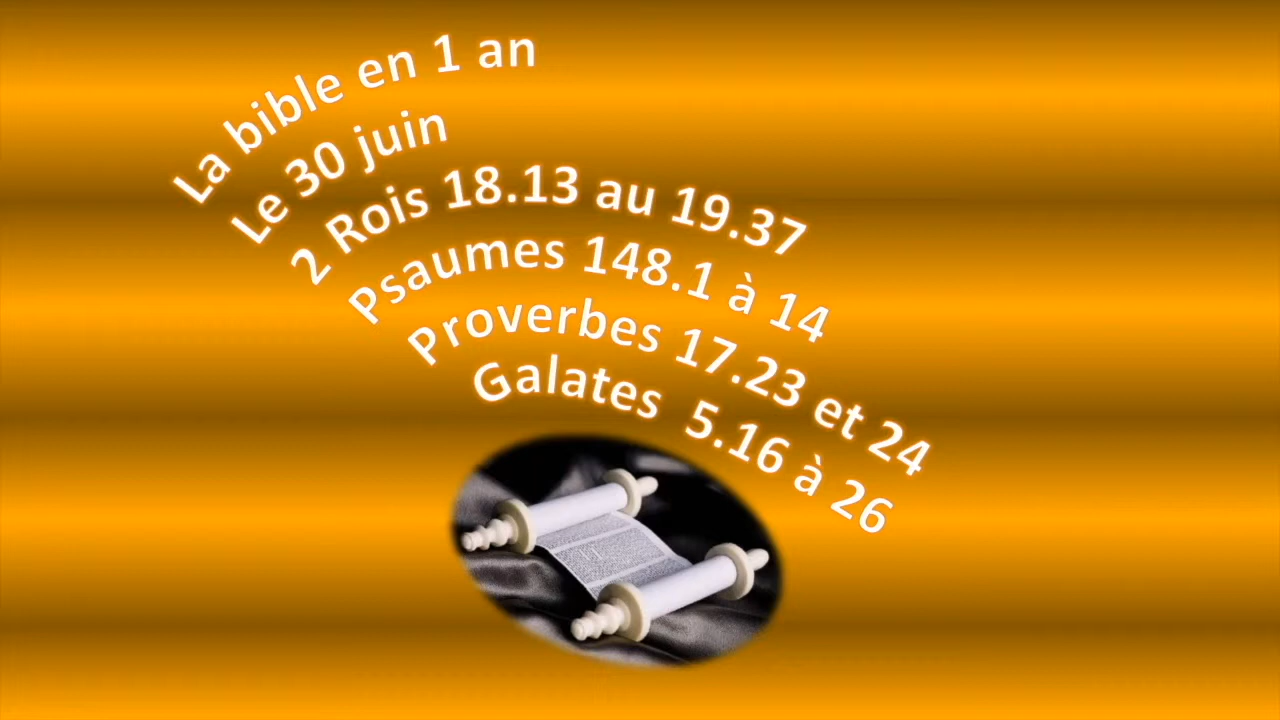 La bible en 1 an
Le 30 juin
2 Rois 18.13 au 19.37
Psaumes 148.1 à 14
Proverbes 17.23 et 24
Galates 5.16 à 26